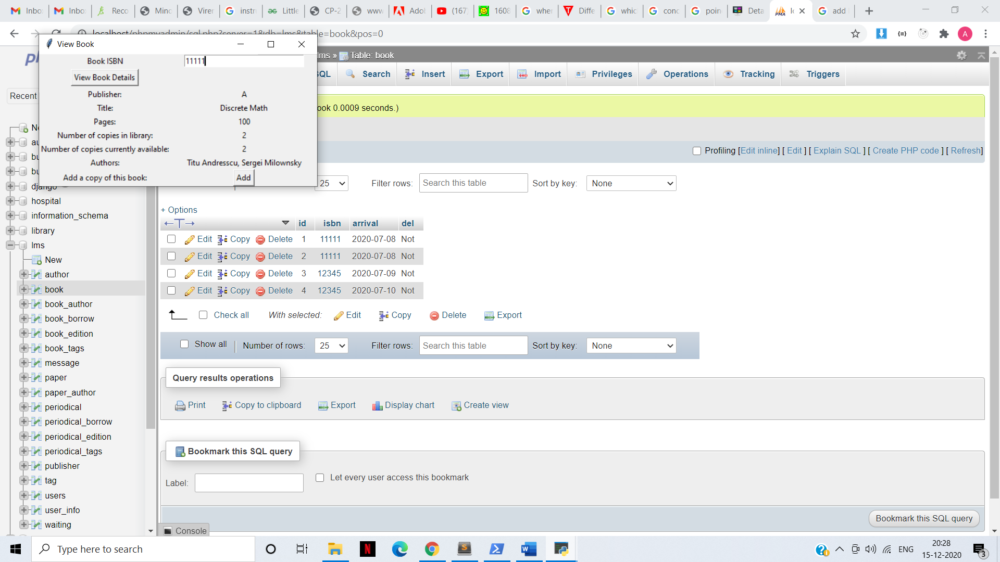 Inbo
Inbo
Reco
Mino
Viren
instr
Little
CP-2
www
Adob
(167
1608
wher
Diffe
whic
conc
poin
Deta
lo
add
localhost/phpmyadmin/sql.php?server=1&db=lms&table=book&pos=0
A
View Book
Book ISBN
11111
View Book Details
Publisher: A
Title: Discrete Math
Pages: 100
Number of copies in library: 2
Number of copies currently available: 2
Authors: Titu Andresscu, Sergei Milownsky
Add a copy of this book: Add
lms » Table: book
SQL Search Insert Export Import Privileges Operations Tracking Triggers
Recent
ook 0.0009 seconds.)
Profiling [Edit inline] [ Edit ] [ Explain SQL ] [ Create PHP code ] [ Refresh]
25 Filter rows: Search this table Sort by key: None
Ne
au
bu
bu
django
hospital
information_schema
library
lms
New
author
book
book_author
book_borrow
book_edition
book_tags
message
paper
paper_author
periodical
periodical_borrow
periodical_edition
periodical_tags
publisher
tag
users
user_info
waiting
+ Options
id isbn arrival del
Edit Copy Delete 1 11111 2020-07-08 Not
Edit Copy Delete 2 11111 2020-07-08 Not
Edit Copy Delete 3 12345 2020-07-09 Not
Edit Copy Delete 4 12345 2020-07-10 Not
Check all With selected: Edit Copy Delete Export
Show all Number of rows: 25 Filter rows: Search this table Sort by key: None
Query results operations
Print Copy to clipboard Export Display chart Create view
Bookmark this SQL query
Label: Let every user access this bookmark
Bookmark this SQL query
Console
Type here to search
ENG
20:28
15-12-2020
3